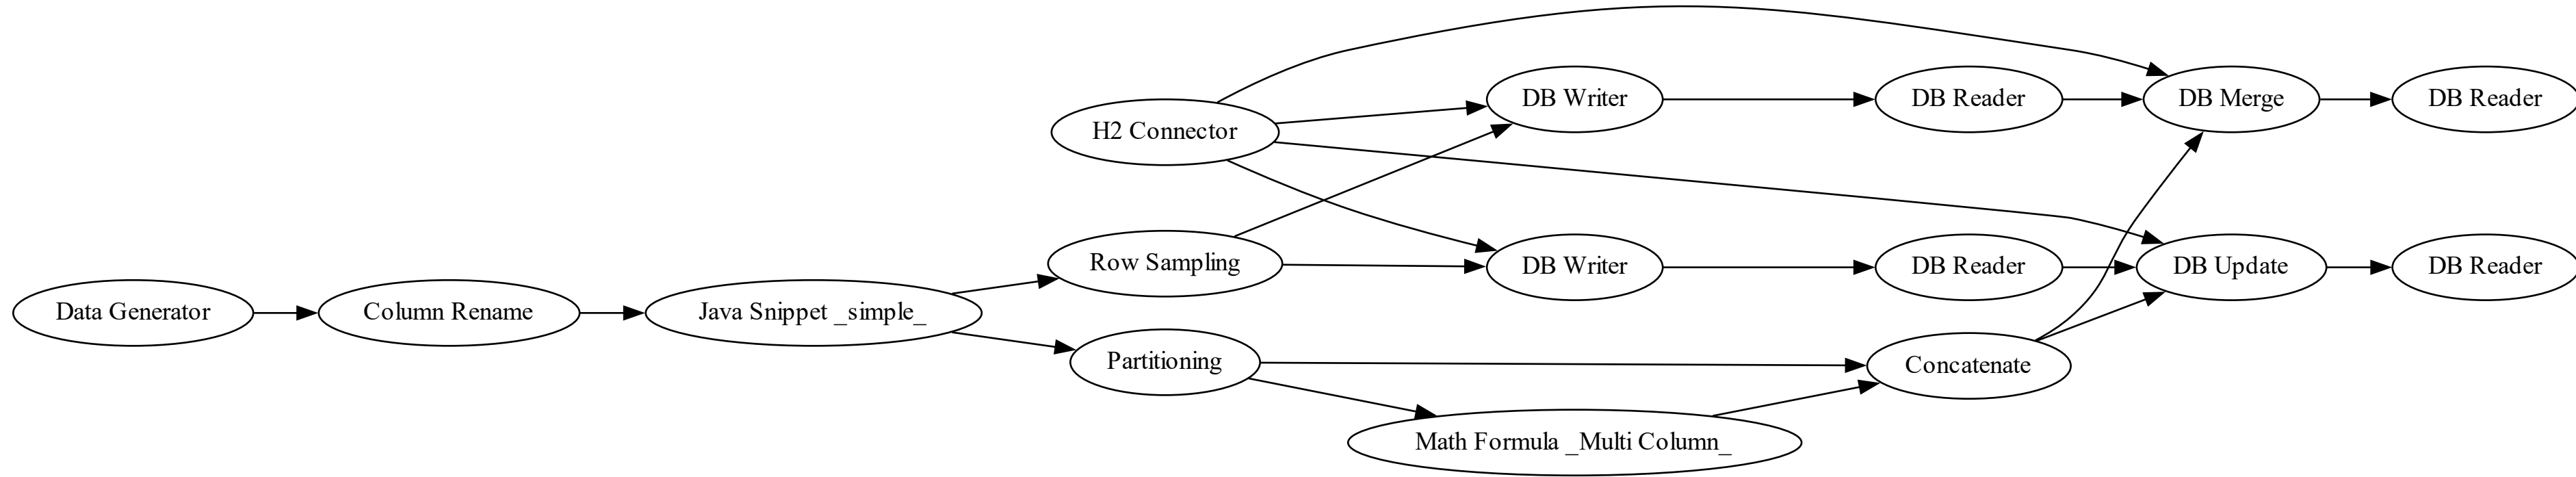 DB Writer
DB Reader
DB Merge
DB Reader
H2 Connector
Row Sampling
DB Writer
DB Reader
DB Update
DB Reader
Data Generator
Column Rename
Java Snippet _simple_
Partitioning
Concatenate
Math Formula _Multi Column_